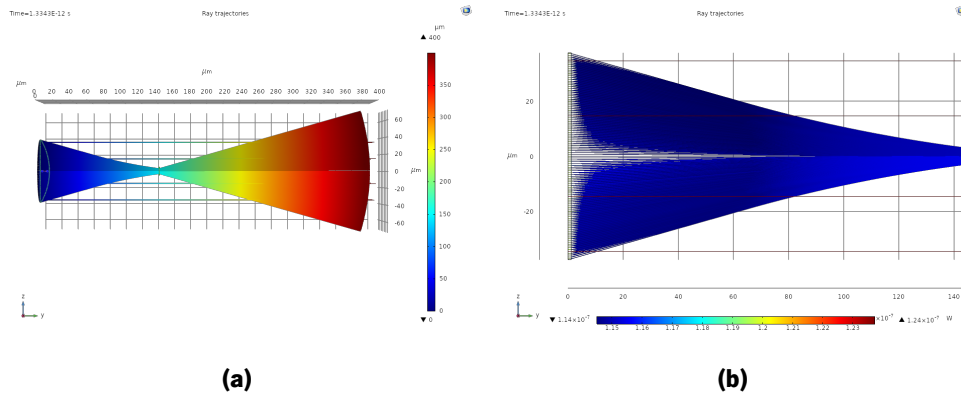 Time=1.3343E-12 s
Ray trajectories
µm
▲ 400
µm
µm
0 20 40 60 80 100 120 140 160 180 200 220 240 260 280 300 320 340 360 380 400
0
60
40
20
0
-20
-40
-60
µm
350
300
250
200
150
100
50
0
▼ 0
z
y
(a)
Time=1.3343E-12 s
Ray trajectories
20
µm
0
-20
0 20 40 60 80 100 120 140
▼ 1.14×10⁻⁷
×10⁻⁷
▲ 1.24×10⁻⁷ W
1.15 1.16 1.17 1.18 1.19 1.2 1.21 1.22 1.23
z
y
(b)